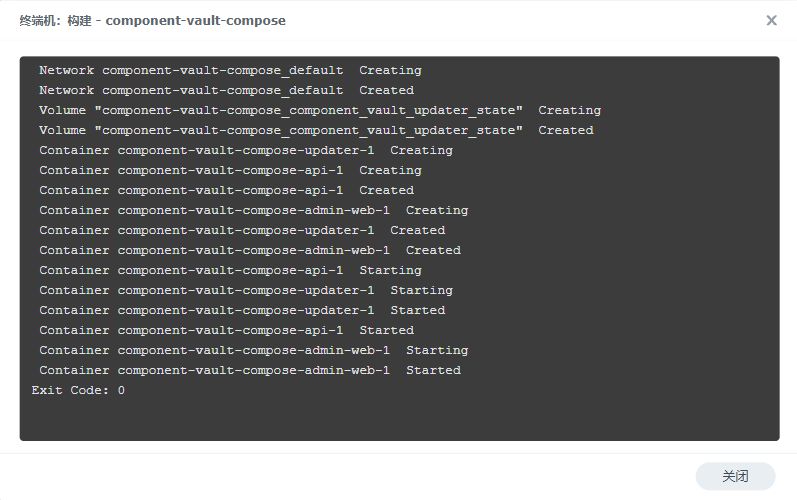 终端机：构建 - component-vault-compose
Network component-vault-compose_default  Creating
Network component-vault-compose_default  Created
Volume "component-vault-compose_component_vault_updater_state"  Creating
Volume "component-vault-compose_component_vault_updater_state"  Created
Container component-vault-compose-updater-1  Creating
Container component-vault-compose-api-1  Creating
Container component-vault-compose-api-1  Created
Container component-vault-compose-admin-web-1  Creating
Container component-vault-compose-updater-1  Created
Container component-vault-compose-admin-web-1  Created
Container component-vault-compose-api-1  Starting
Container component-vault-compose-updater-1  Starting
Container component-vault-compose-updater-1  Started
Container component-vault-compose-api-1  Started
Container component-vault-compose-admin-web-1  Starting
Container component-vault-compose-admin-web-1  Started
Exit Code: 0
关闭